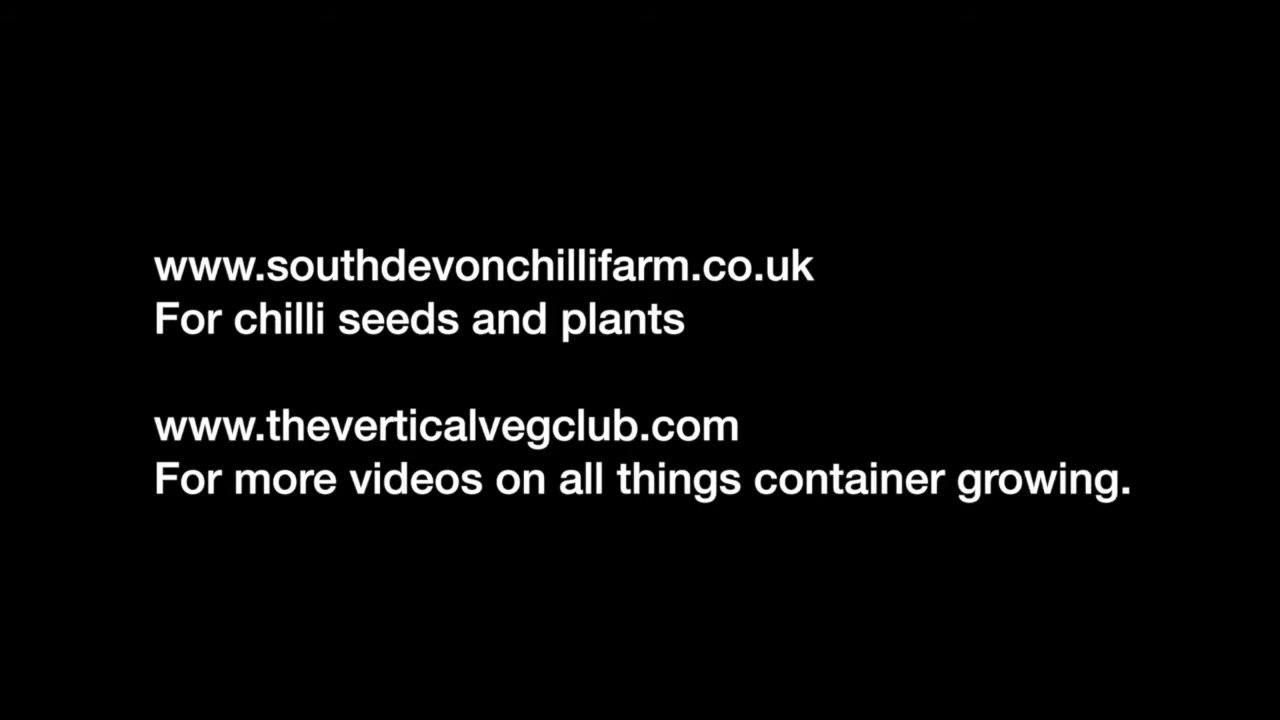 www.southdevonchillifarm.co.uk
For chilli seeds and plants
www.theverticalvegclub.com
For more videos on all things container growing.